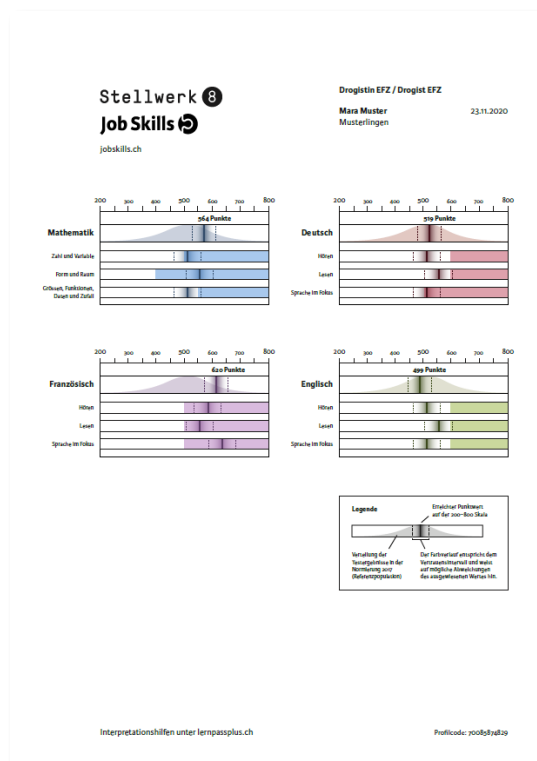 Stellwerk 8
Job Skills
jobskills.ch
Drogistin EFZ / Drogist EFZ
Mara Muster 23.11.2020
Musterlingen
200 300 400 500 600 700 800
564 Punkte
Mathematik
Zahl und Variable
Form und Raum
Grössen, Funktionen,
Daten und Zufall
200 300 400 500 600 700 800
519 Punkte
Deutsch
Hören
Lesen
Sprache im Fokus
200 300 400 500 600 700 800
620 Punkte
Französisch
Hören
Lesen
Sprache im Fokus
200 300 400 500 600 700 800
499 Punkte
Englisch
Hören
Lesen
Sprache im Fokus
Legende
Erreichter Punktwert
auf der 200–800 Skala
Verteilung der
Testergebnisse in der
Normierung 2017
(Referenzpopulation)
Der Farbverlauf entspricht dem
Vertrauensintervall und weist
auf mögliche Abweichungen
des ausgewiesenen Wertes hin.
Interpretationshilfen unter lernpassplus.ch
Profilcode: 70085874829